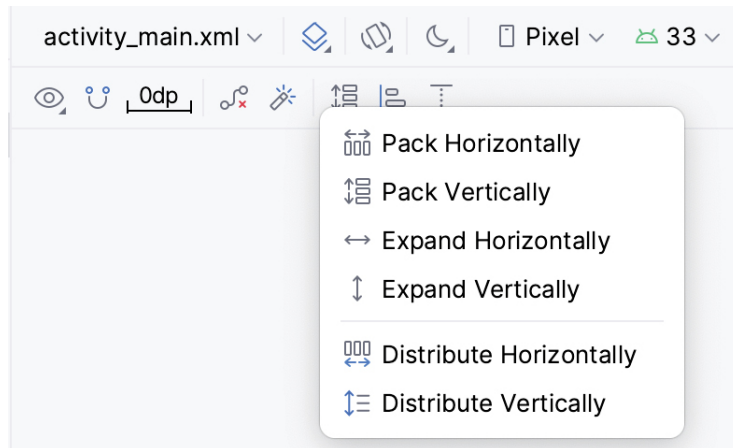 activity_main.xml Pixel 33
0dp
Pack Horizontally
Pack Vertically
Expand Horizontally
Expand Vertically
Distribute Horizontally
Distribute Vertically